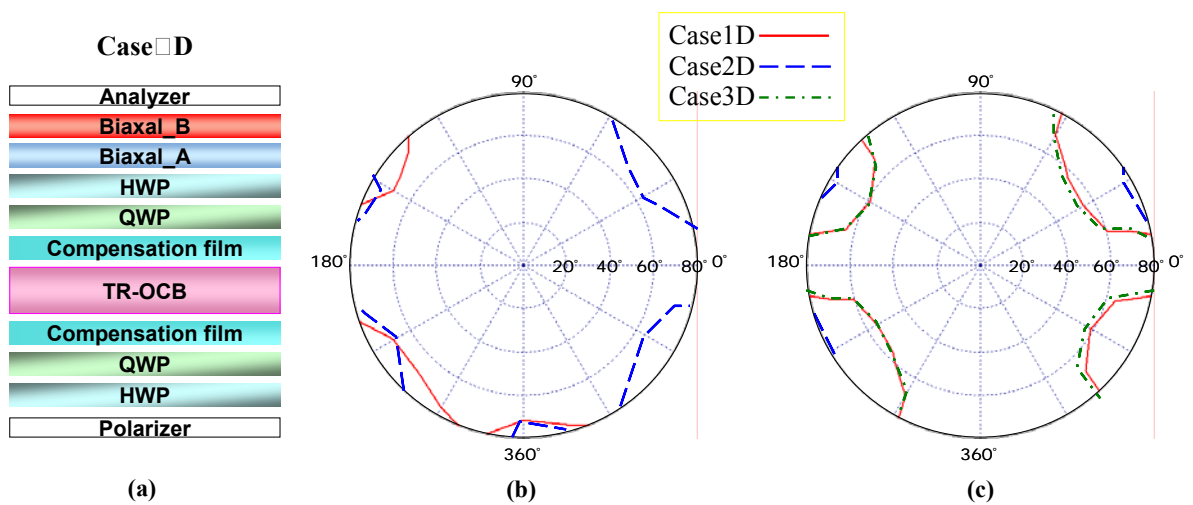 Case□D
Analyzer
Biaxal_B
Biaxal_A
HWP
QWP
Compensation film
TR-OCB
Compensation film
QWP
HWP
Polarizer
(a)
90°
180°
20° 40° 60° 80° 0°
360°
(b)
Case1D
Case2D
Case3D
90°
180°
20° 40° 60° 80° 0°
360°
(c)